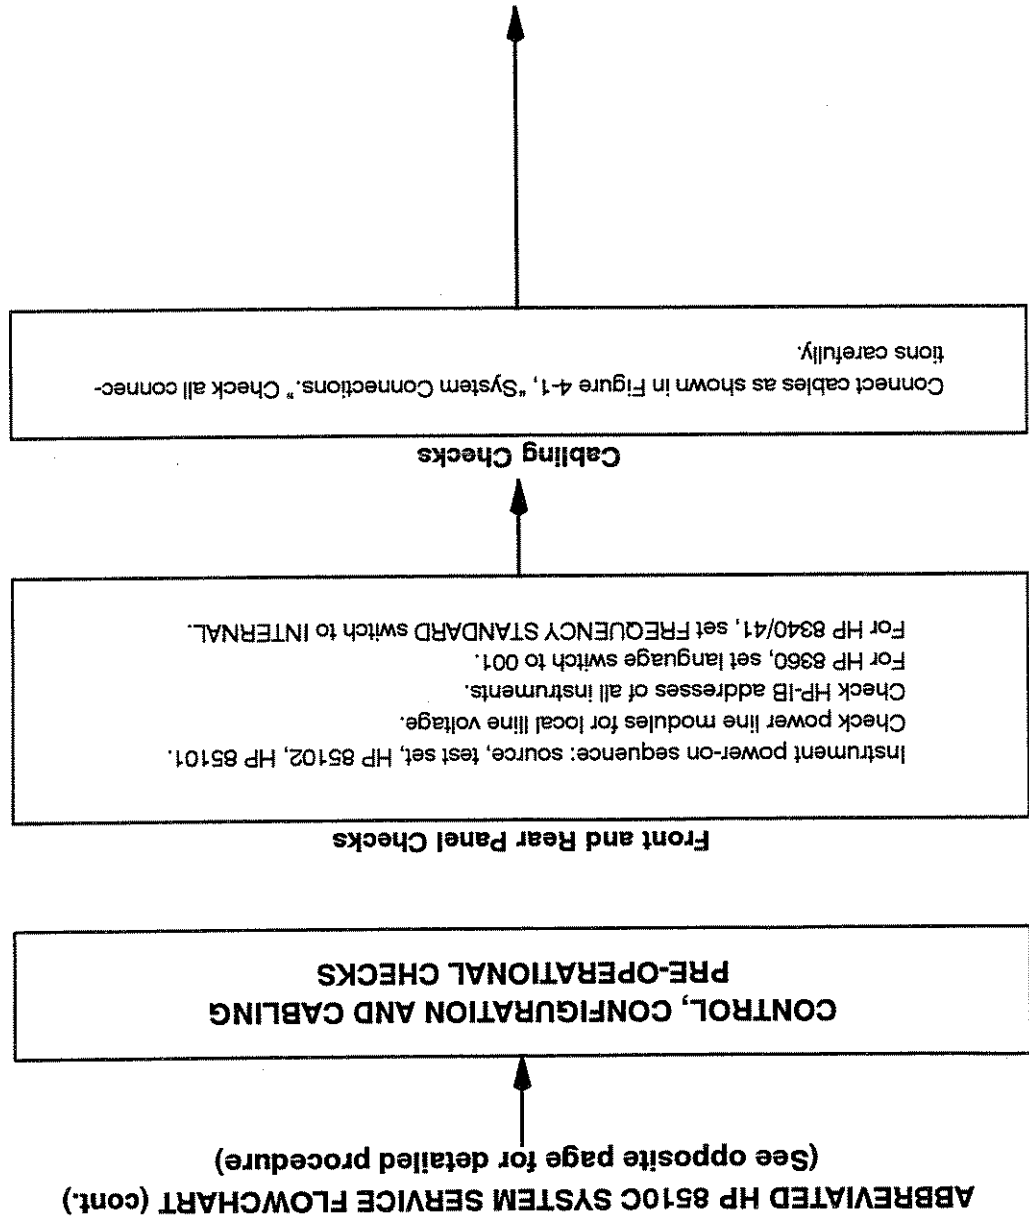 ABBREVIATED HP 8510C SYSTEM SERVICE FLOWCHART (cont.)
(See opposite page for detailed procedure)
CONTROL, CONFIGURATION AND CABLING
PRE-OPERATIONAL CHECKS
Front and Rear Panel Checks
Instrument power-on sequence: source, test set, HP 85102, HP 85101.
Check power line modules for local lline voltage.
Check HP-IB addresses of all instruments.
For HP 8360, set language switch to 001.
For HP 8340/41, set FREQUENCY STANDARD switch to INTERNAL.
Cabling Checks
Connect cables as shown in Figure 4-1, "System Connections." Check all connec-
tions carefully.